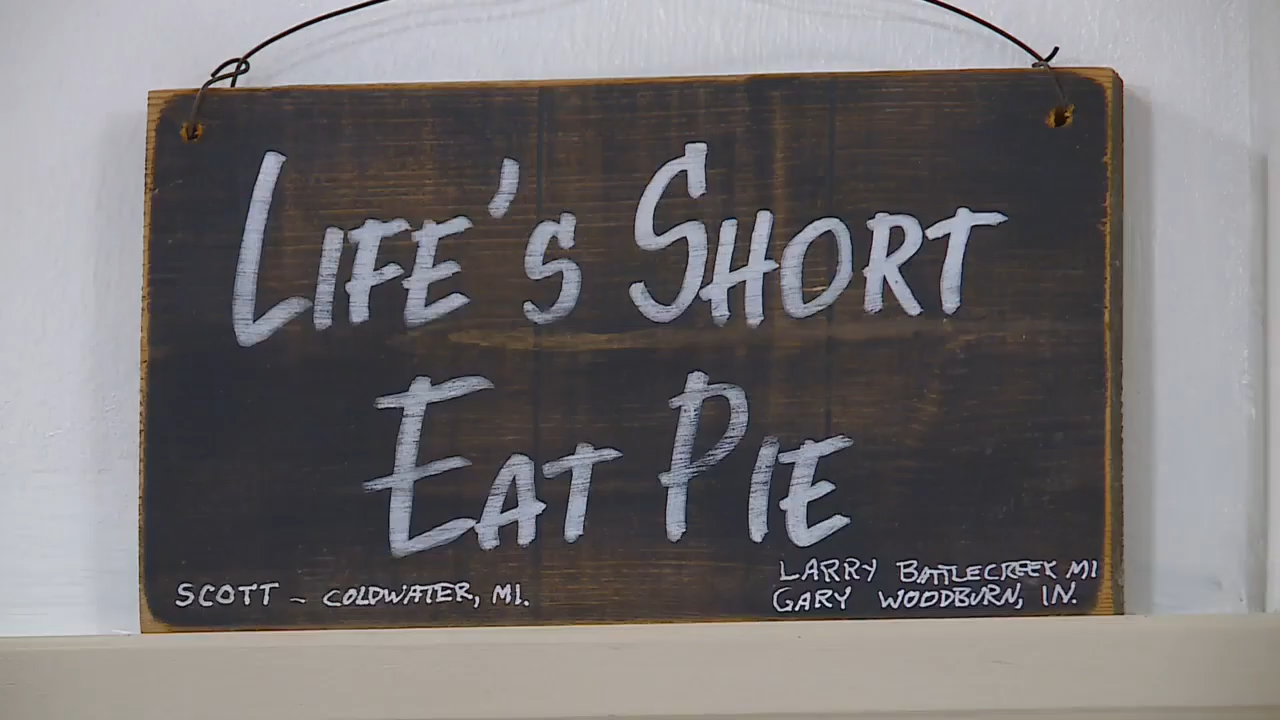 LIFE'S SHORT
EAT PIE
SCOTT - COLDWATER, MI.
LARRY BATTLECREEK MI
GARY WOODBURN, IN.